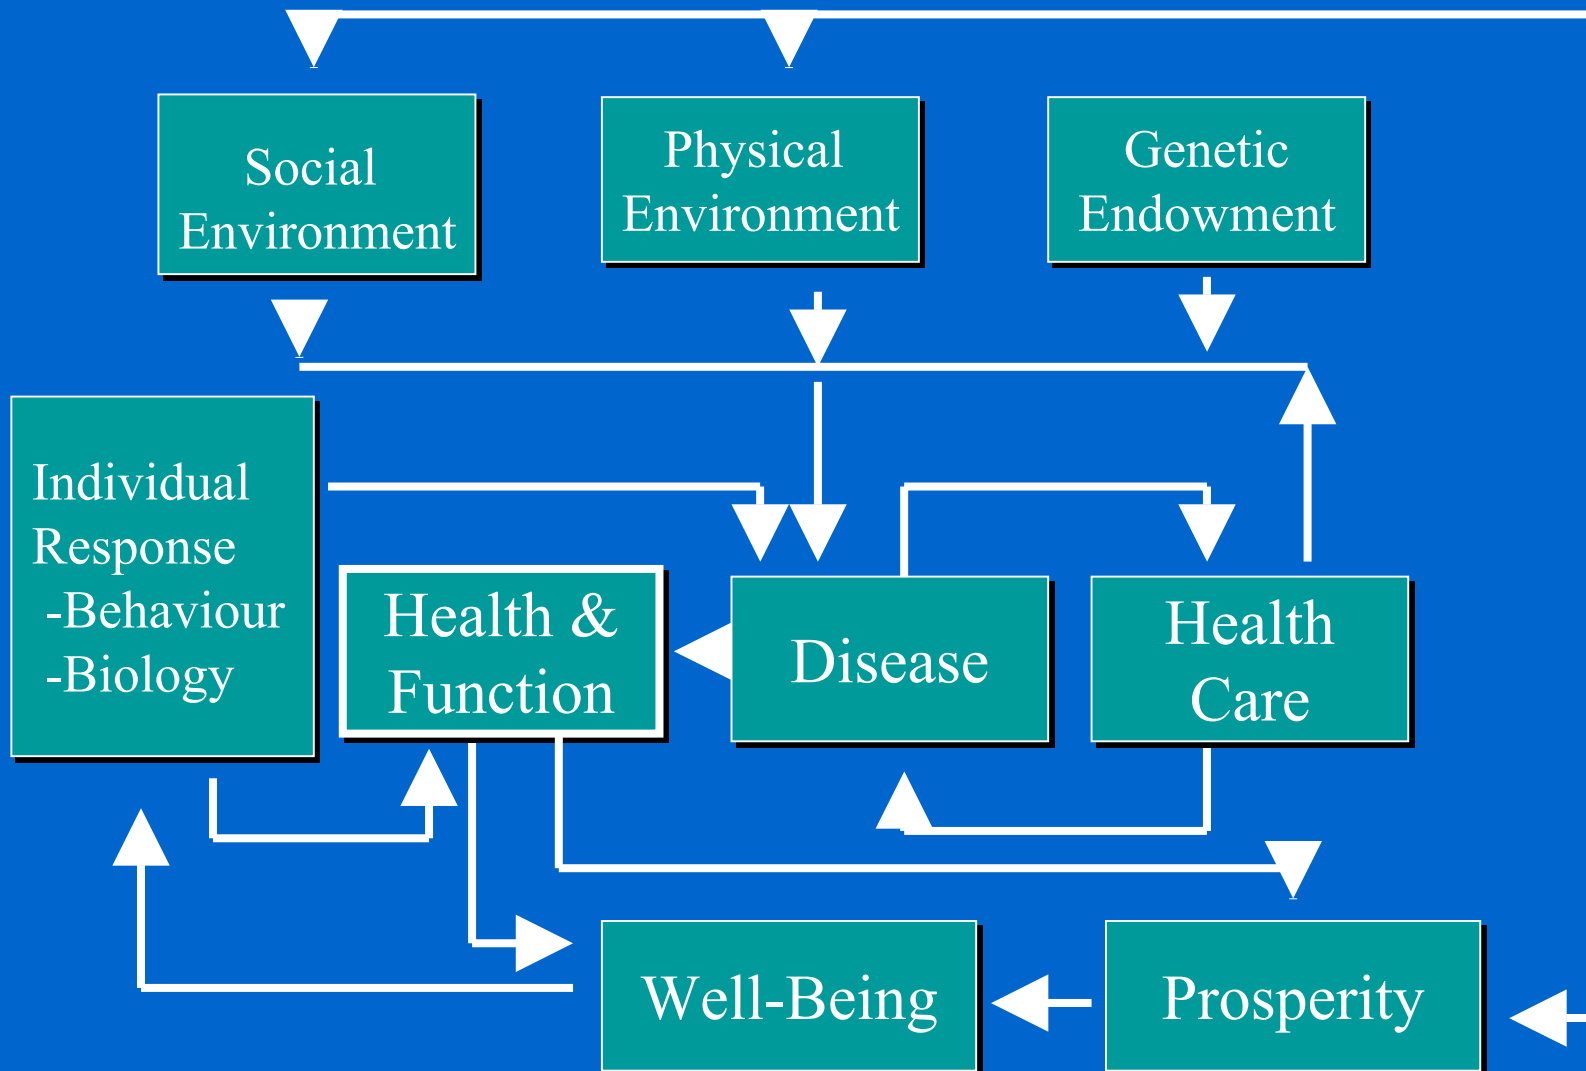 Social
Environment
Physical
Environment
Genetic
Endowment
Individual
Response
-Behaviour
-Biology
Health &
Function
Disease
Health
Care
Well-Being
Prosperity